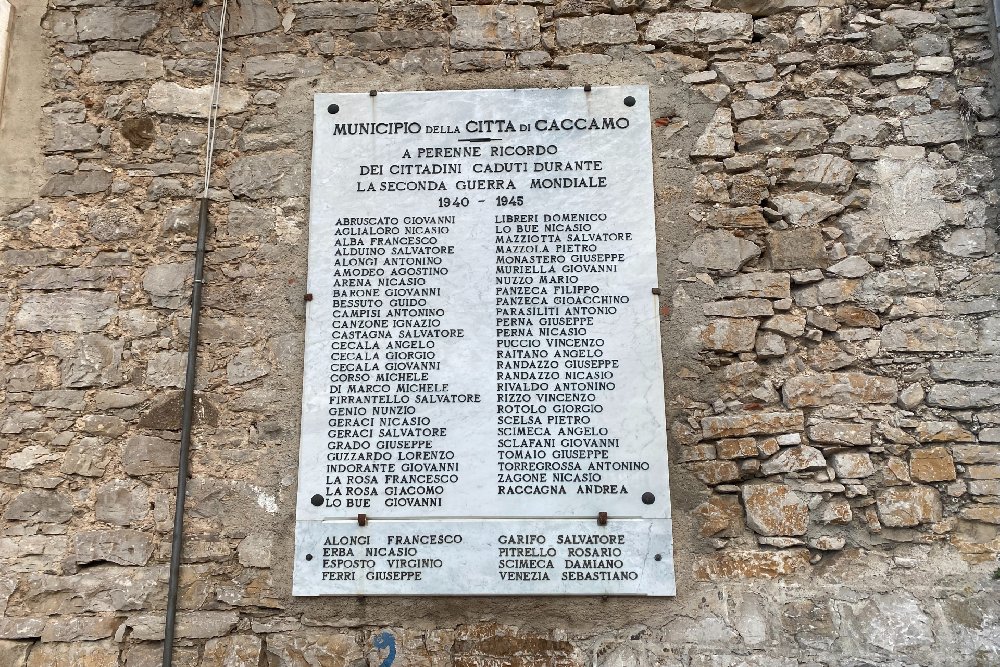 MUNICIPIO DELLA CITTA DI CACCAMO
A PERENNE RICORDO
DEI CITTADINI CADUTI DURANTE
LA SECONDA GUERRA MONDIALE
1940 - 1945
ABRUSCATO GIOVANNI
AGLIALORO NICASIO
ALBA FRANCESCO
ALDUINO SALVATORE
ALONGI ANTONINO
AMODEO AGOSTINO
ARENA NICASIO
BARONE GIOVANNI
BESSUTO GUIDO
CAMPISI ANTONINO
CANZONE IGNAZIO
CASTAGNA SALVATORE
CECALA ANGELO
CECALA GIORGIO
CECALA GIOVANNI
CORSO MICHELE
DI MARCO MICHELE
FIRRANTELLO SALVATORE
GENIO NUNZIO
GERACI NICASIO
GERACI SALVATORE
GRADO GIUSEPPE
GUZZARDO LORENZO
INDORANTE GIOVANNI
LA ROSA FRANCESCO
LA ROSA GIACOMO
LO BUE GIOVANNI
LIBRERI DOMENICO
LO BUE NICASIO
MAZZIOTTA SALVATORE
MAZZOLA PIETRO
MONASTERO GIUSEPPE
MURIELLA GIOVANNI
NUZZO MARIO
PANZECA FILIPPO
PANZECA GIOACCHINO
PARASILITI ANTONIO
PERNA GIUSEPPE
PERNA NICASIO
PUCCIO VINCENZO
RAITANO ANGELO
RANDAZZO GIUSEPPE
RANDAZZO NICASIO
RIVALDO ANTONINO
RIZZO VINCENZO
ROTOLO GIORGIO
SCELSA PIETRO
SCIMECA ANGELO
SCLAFANI GIOVANNI
TOMAIO GIUSEPPE
TORREGROSSA ANTONINO
ZAGONE NICASIO
RACCAGNA ANDREA
ALONGI FRANCESCO
ERBA NICASIO
ESPOSTO VIRGINIO
FERRI GIUSEPPE
GARIFO SALVATORE
PITRELLO ROSARIO
SCIMECA DAMIANO
VENEZIA SEBASTIANO